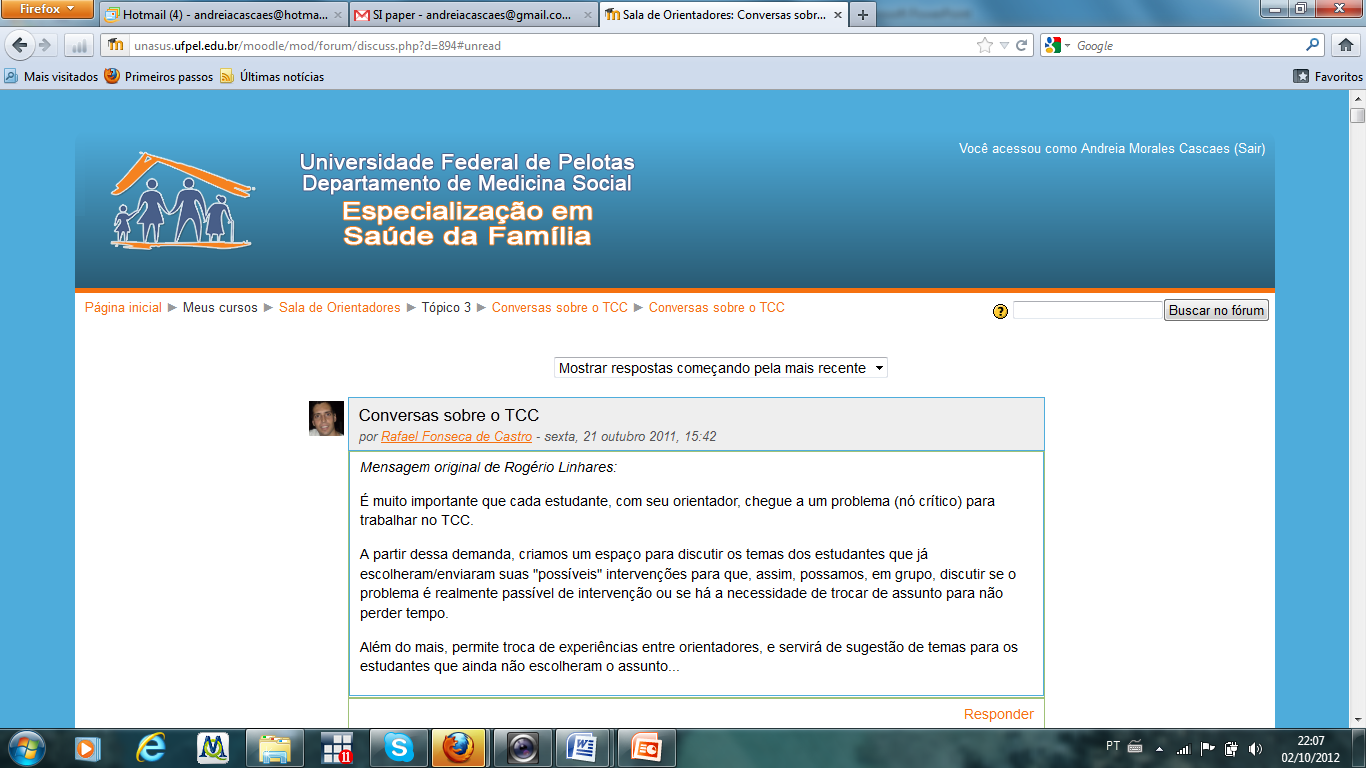 Firefox
Hotmail (4) - andreiacascaes@hotma...
SI paper - andreiacascaes@gmail.co...
Sala de Orientadores: Conversas sobr...
unasus.ufpel.edu.br/moodle/mod/forum/discuss.php?d=894#unread
Google
Mais visitados
Primeiros passos
Últimas notícias
Favoritos
Você acessou como Andreia Morales Cascaes (Sair)
Universidade Federal de Pelotas
Departamento de Medicina Social
Especialização em
Saúde da Família
Página inicial ► Meus cursos ► Sala de Orientadores ► Tópico 3 ► Conversas sobre o TCC ► Conversas sobre o TCC
Buscar no fórum
Mostrar respostas começando pela mais recente
Conversas sobre o TCC
por Rafael Fonseca de Castro - sexta, 21 outubro 2011, 15:42
Mensagem original de Rogério Linhares:
É muito importante que cada estudante, com seu orientador, chegue a um problema (nó crítico) para
trabalhar no TCC.
A partir dessa demanda, criamos um espaço para discutir os temas dos estudantes que já
escolheram/enviaram suas "possíveis" intervenções para que, assim, possamos, em grupo, discutir se o
problema é realmente passível de intervenção ou se há a necessidade de trocar de assunto para não
perder tempo.
Além do mais, permite troca de experiências entre orientadores, e servirá de sugestão de temas para os
estudantes que ainda não escolheram o assunto...
Responder
11
PT
22:07
02/10/2012